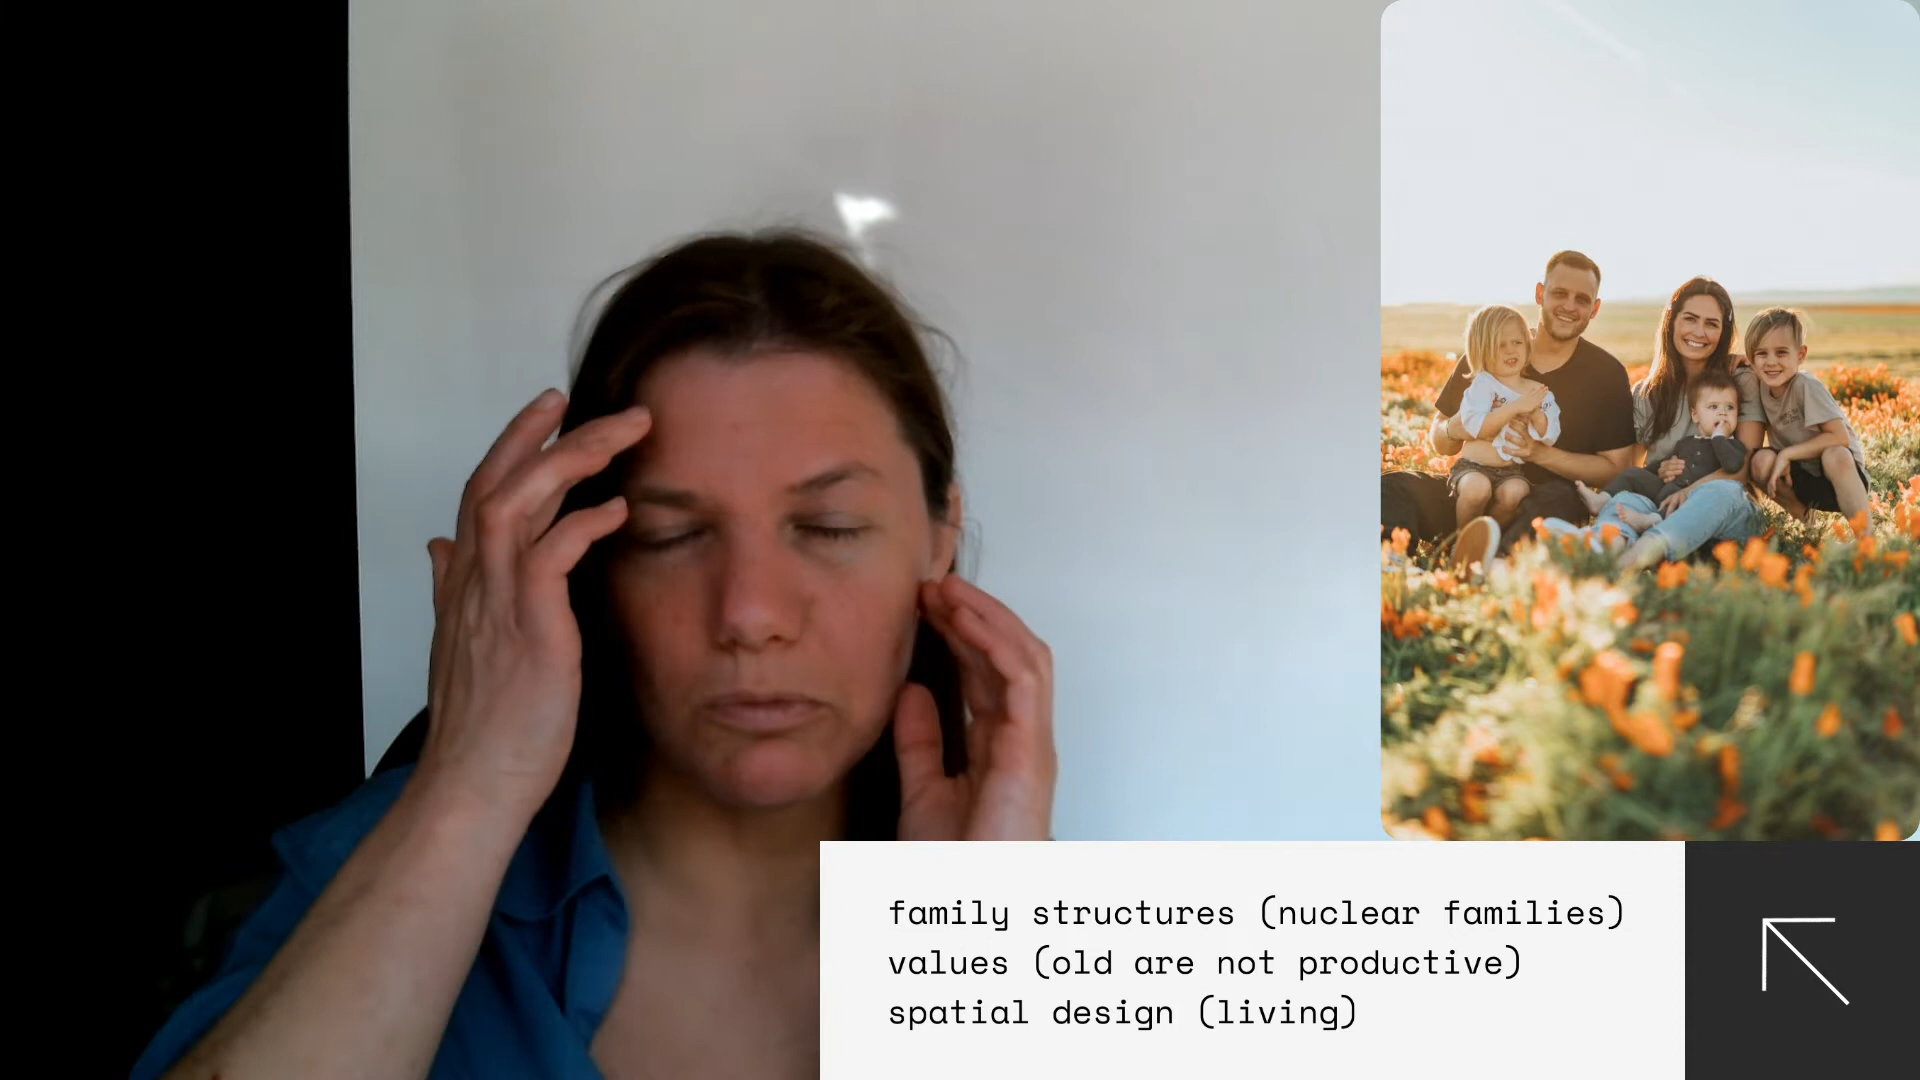 family structures (nuclear families)
values (old are not productive)
spatial design (living)